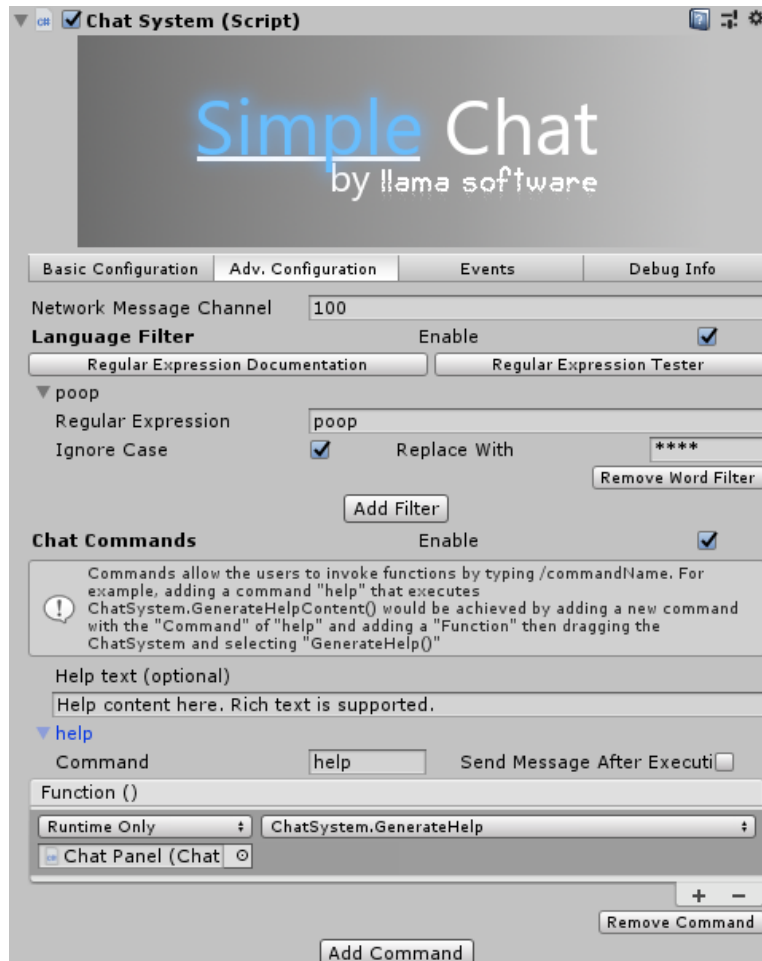 Chat System (Script)
Simple Chat
by llama software
Basic Configuration Adv. Configuration Events Debug Info
Network Message Channel 100
Language Filter Enable
Regular Expression Documentation Regular Expression Tester
poop
Regular Expression poop
Ignore Case Replace With ****
Remove Word Filter
Add Filter
Chat Commands Enable
Commands allow the users to invoke functions by typing /commandName. For
example, adding a command "help" that executes
ChatSystem.GenerateHelpContent() would be achieved by adding a new command
with the "Command" of "help" and adding a "Function" then dragging the
ChatSystem and selecting "GenerateHelp()"
Help text (optional)
Help content here. Rich text is supported.
help
Command help Send Message After Executi
Function ()
Runtime Only ChatSystem.GenerateHelp
Chat Panel (Chat
+ −
Remove Command
Add Command